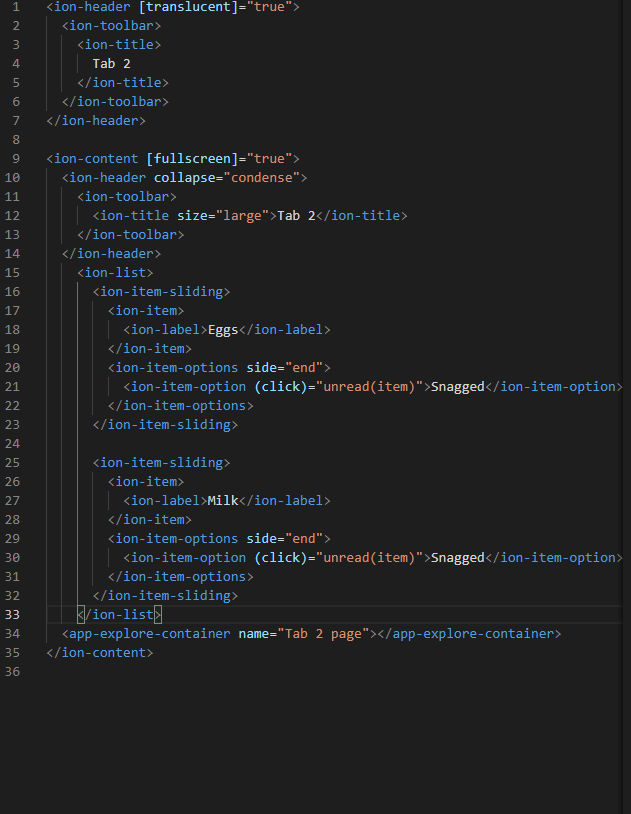 1 <ion-header [translucent]="true">
2 <ion-toolbar>
3 <ion-title>
4 Tab 2
5 </ion-title>
6 </ion-toolbar>
7 </ion-header>
8
9 <ion-content [fullscreen]="true">
10 <ion-header collapse="condense">
11 <ion-toolbar>
12 <ion-title size="large">Tab 2</ion-title>
13 </ion-toolbar>
14 </ion-header>
15 <ion-list>
16 <ion-item-sliding>
17 <ion-item>
18 <ion-label>Eggs</ion-label>
19 </ion-item>
20 <ion-item-options side="end">
21 <ion-item-option (click)="unread(item)">Snagged</ion-item-option>
22 </ion-item-options>
23 </ion-item-sliding>
24
25 <ion-item-sliding>
26 <ion-item>
27 <ion-label>Milk</ion-label>
28 </ion-item>
29 <ion-item-options side="end">
30 <ion-item-option (click)="unread(item)">Snagged</ion-item-option>
31 </ion-item-options>
32 </ion-item-sliding>
33 </ion-list>
34 <app-explore-container name="Tab 2 page"></app-explore-container>
35 </ion-content>
36